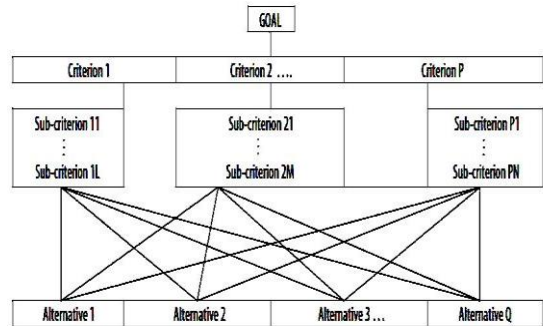 GOAL
Criterion 1 Criterion 2 .... Criterion P
Sub-criterion 11 Sub-criterion 21 Sub-criterion P1
⋮ ⋮ ⋮
Sub-criterion 1L Sub-criterion 2M Sub-criterion PN
Alternative 1 Alternative 2 Alternative 3 ... Alternative Q